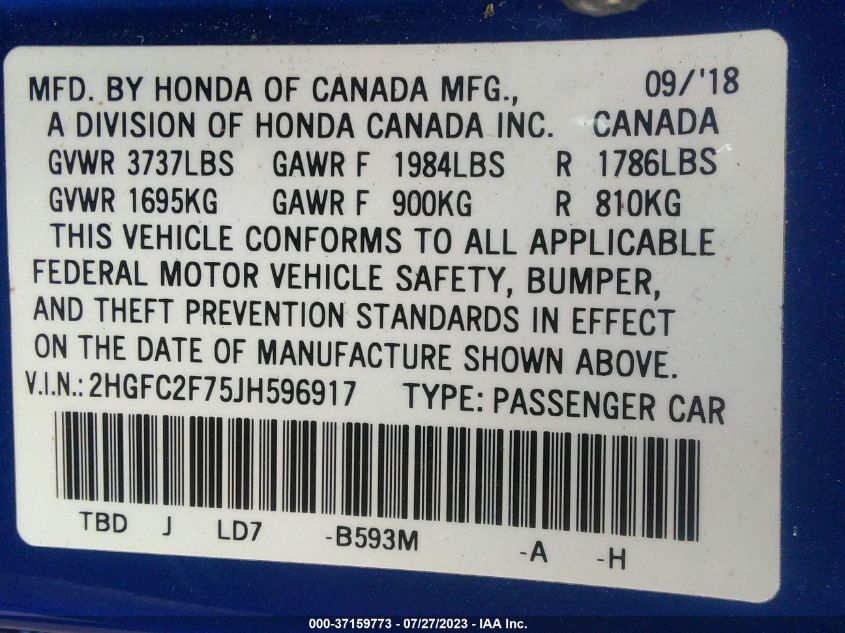 MFD. BY HONDA OF CANADA MFG., 09/'18
A DIVISION OF HONDA CANADA INC. CANADA
GVWR 3737LBS GAWR F 1984LBS R 1786LBS
GVWR 1695KG GAWR F 900KG R 810KG
THIS VEHICLE CONFORMS TO ALL APPLICABLE
FEDERAL MOTOR VEHICLE SAFETY, BUMPER,
AND THEFT PREVENTION STANDARDS IN EFFECT
ON THE DATE OF MANUFACTURE SHOWN ABOVE.
V.I.N.: 2HGFC2F75JH596917 TYPE: PASSENGER CAR
TBD J LD7 -B593M -A -H
000-37159773 - 07/27/2023 - IAA Inc.